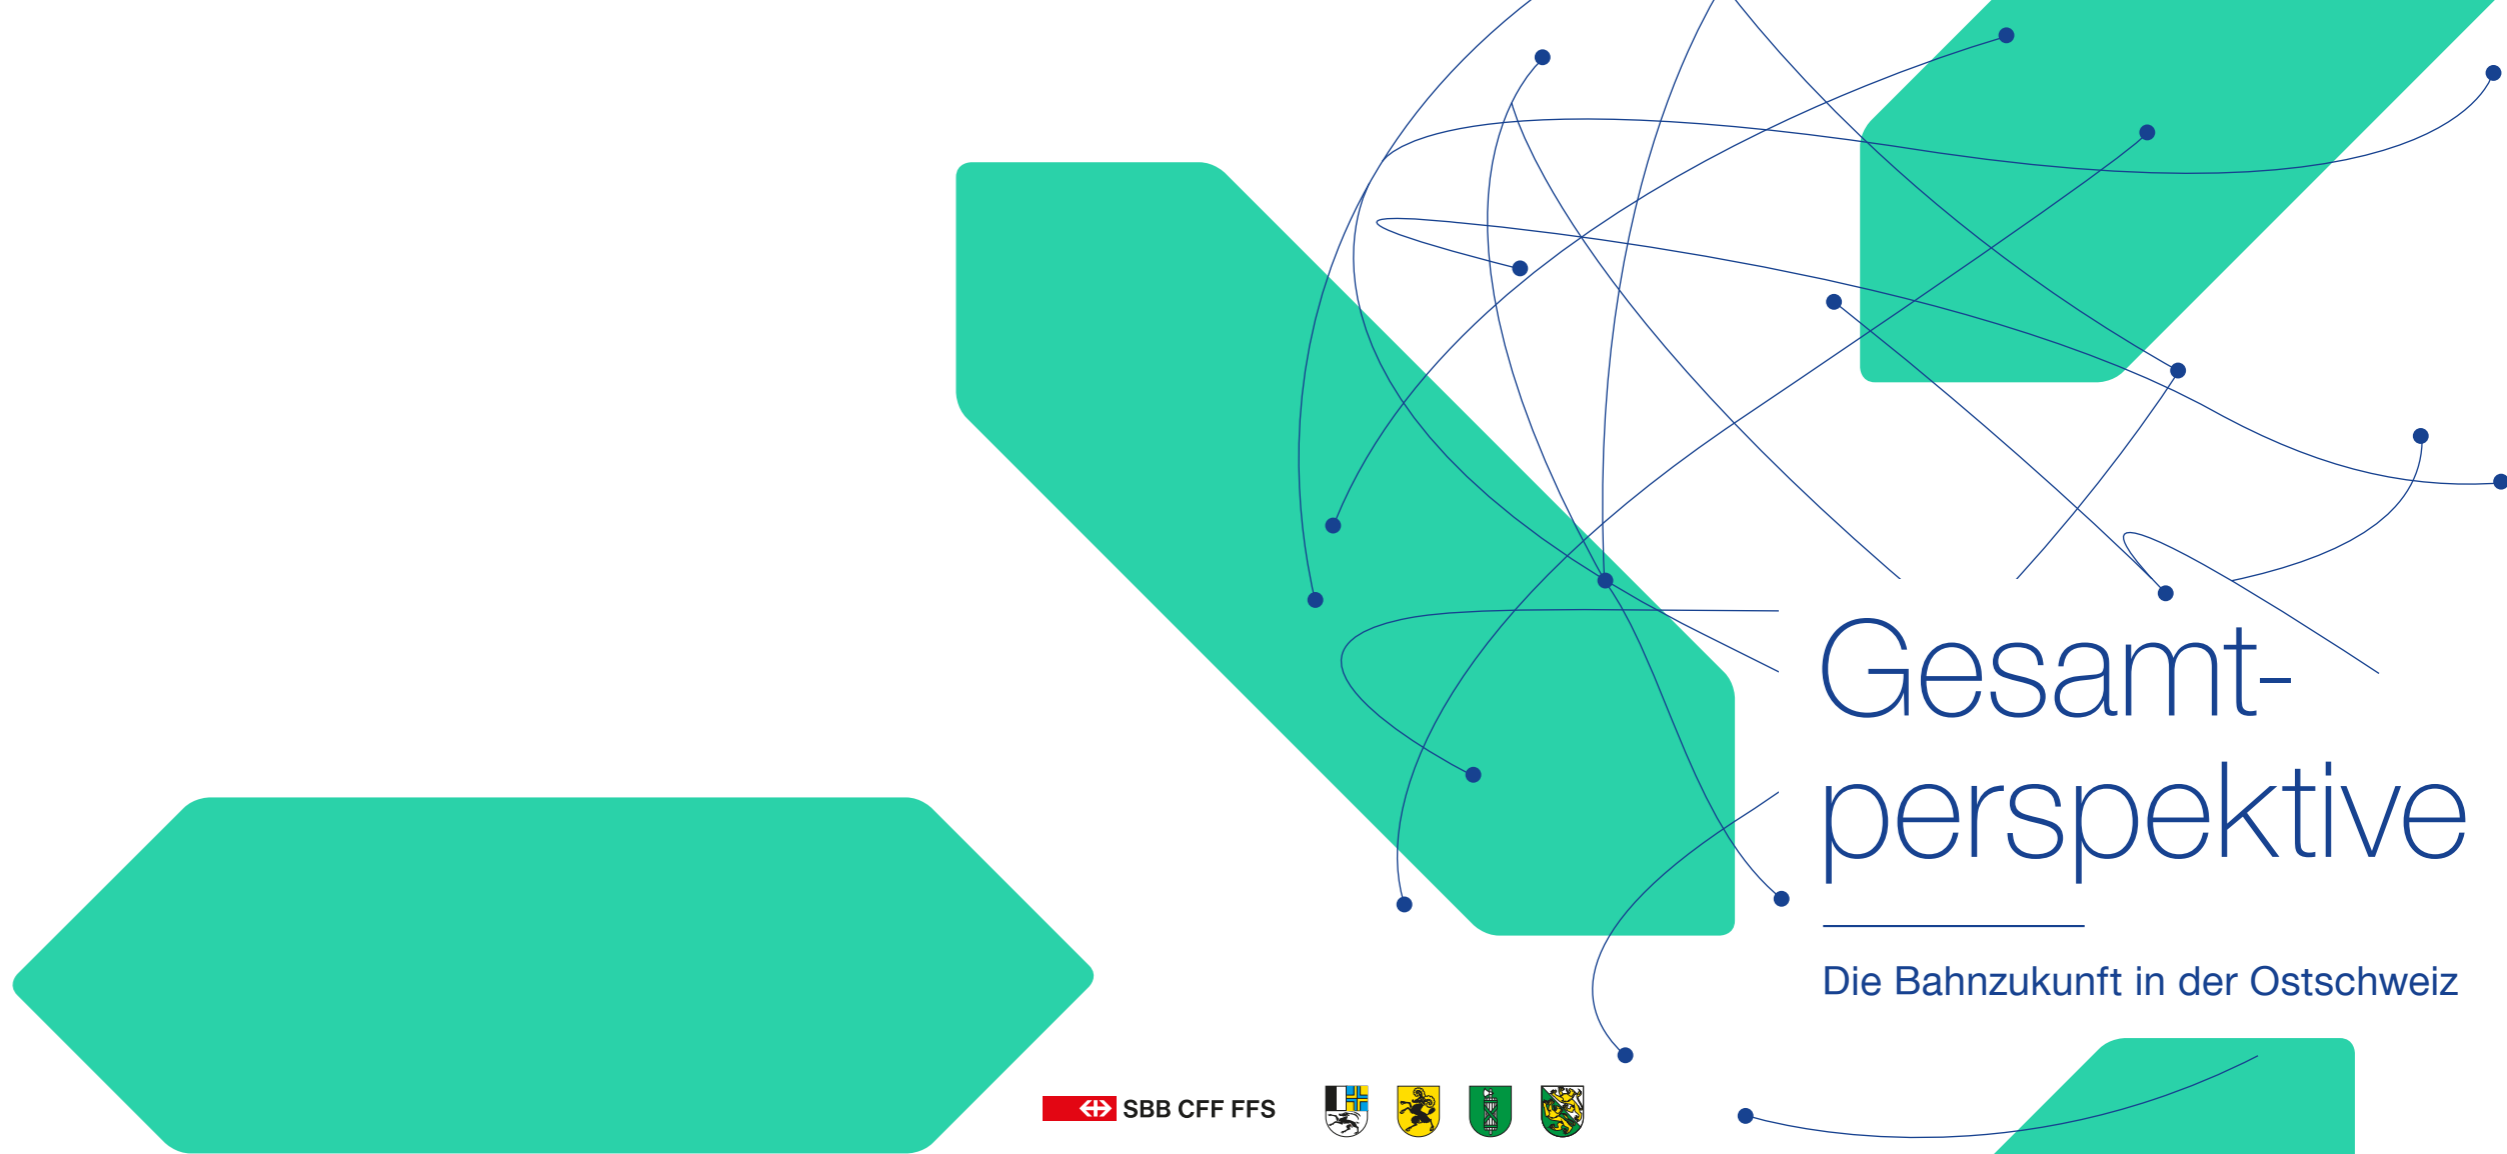 Gesamt-
perspektive
Die Bahnzukunft in der Ostschweiz
SBB CFF FFS